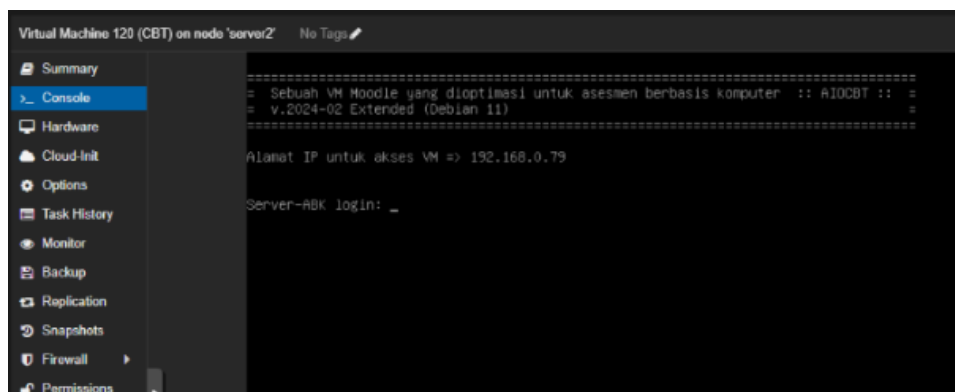 Virtual Machine 120 (CBT) on node 'server2' No Tags
Summary
>_ Console
Hardware
Cloud-Init
Options
Task History
Monitor
Backup
Replication
Snapshots
Firewall
Permissions
================================================================================
= Sebuah VM Moodle yang dioptimasi untuk asesmen berbasis komputer :: AIOCBT :: =
= v.2024-02 Extended (Debian 11) =
================================================================================
Alamat IP untuk akses VM => 192.168.0.79
Server-ABK login: _